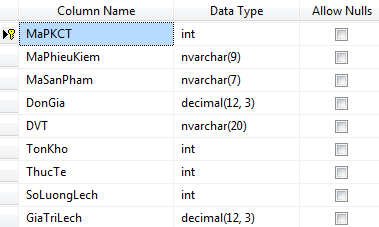 Column Name Data Type Allow Nulls
MaPKCT int
MaPhieuKiem nvarchar(9)
MaSanPham nvarchar(7)
DonGia decimal(12, 3)
DVT nvarchar(20)
TonKho int
ThucTe int
SoLuongLech int
GiaTriLech decimal(12, 3)